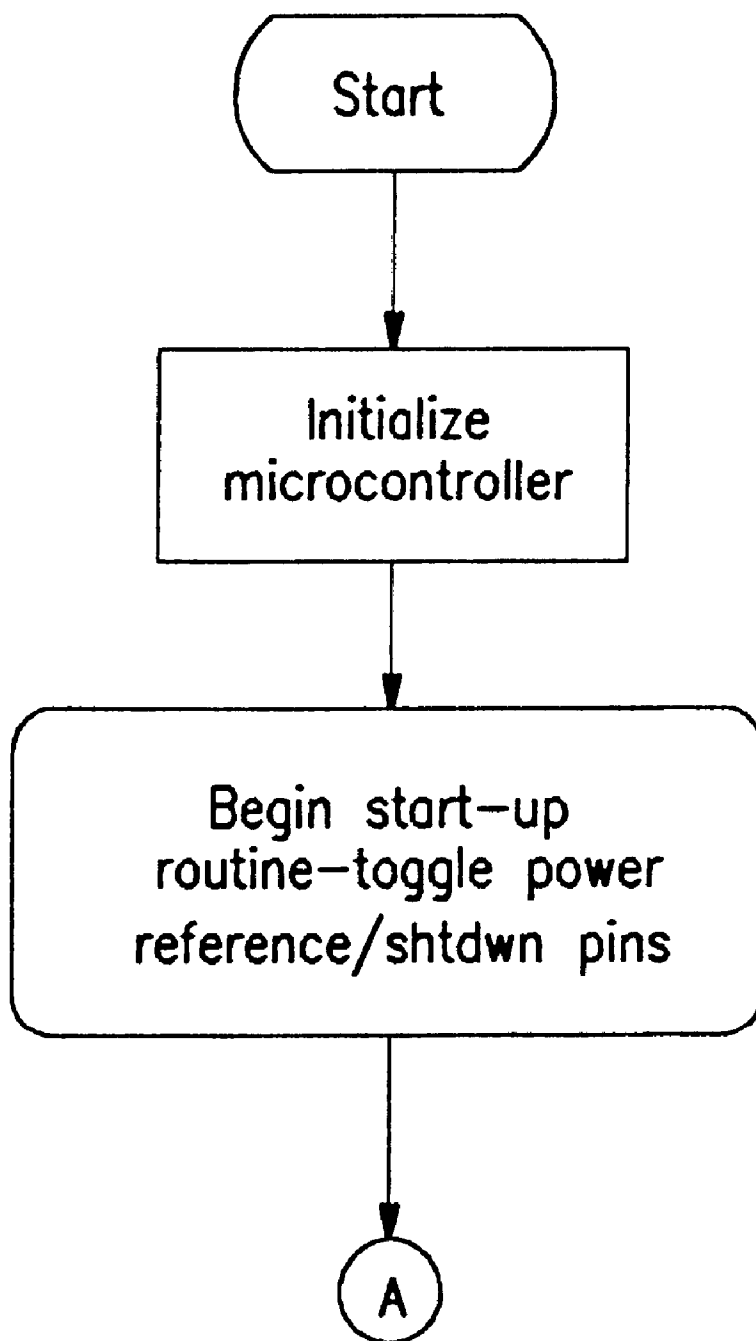 Start
Initialize
microcontroller
Begin start-up
routine-toggle power
reference/shtdwn pins
A